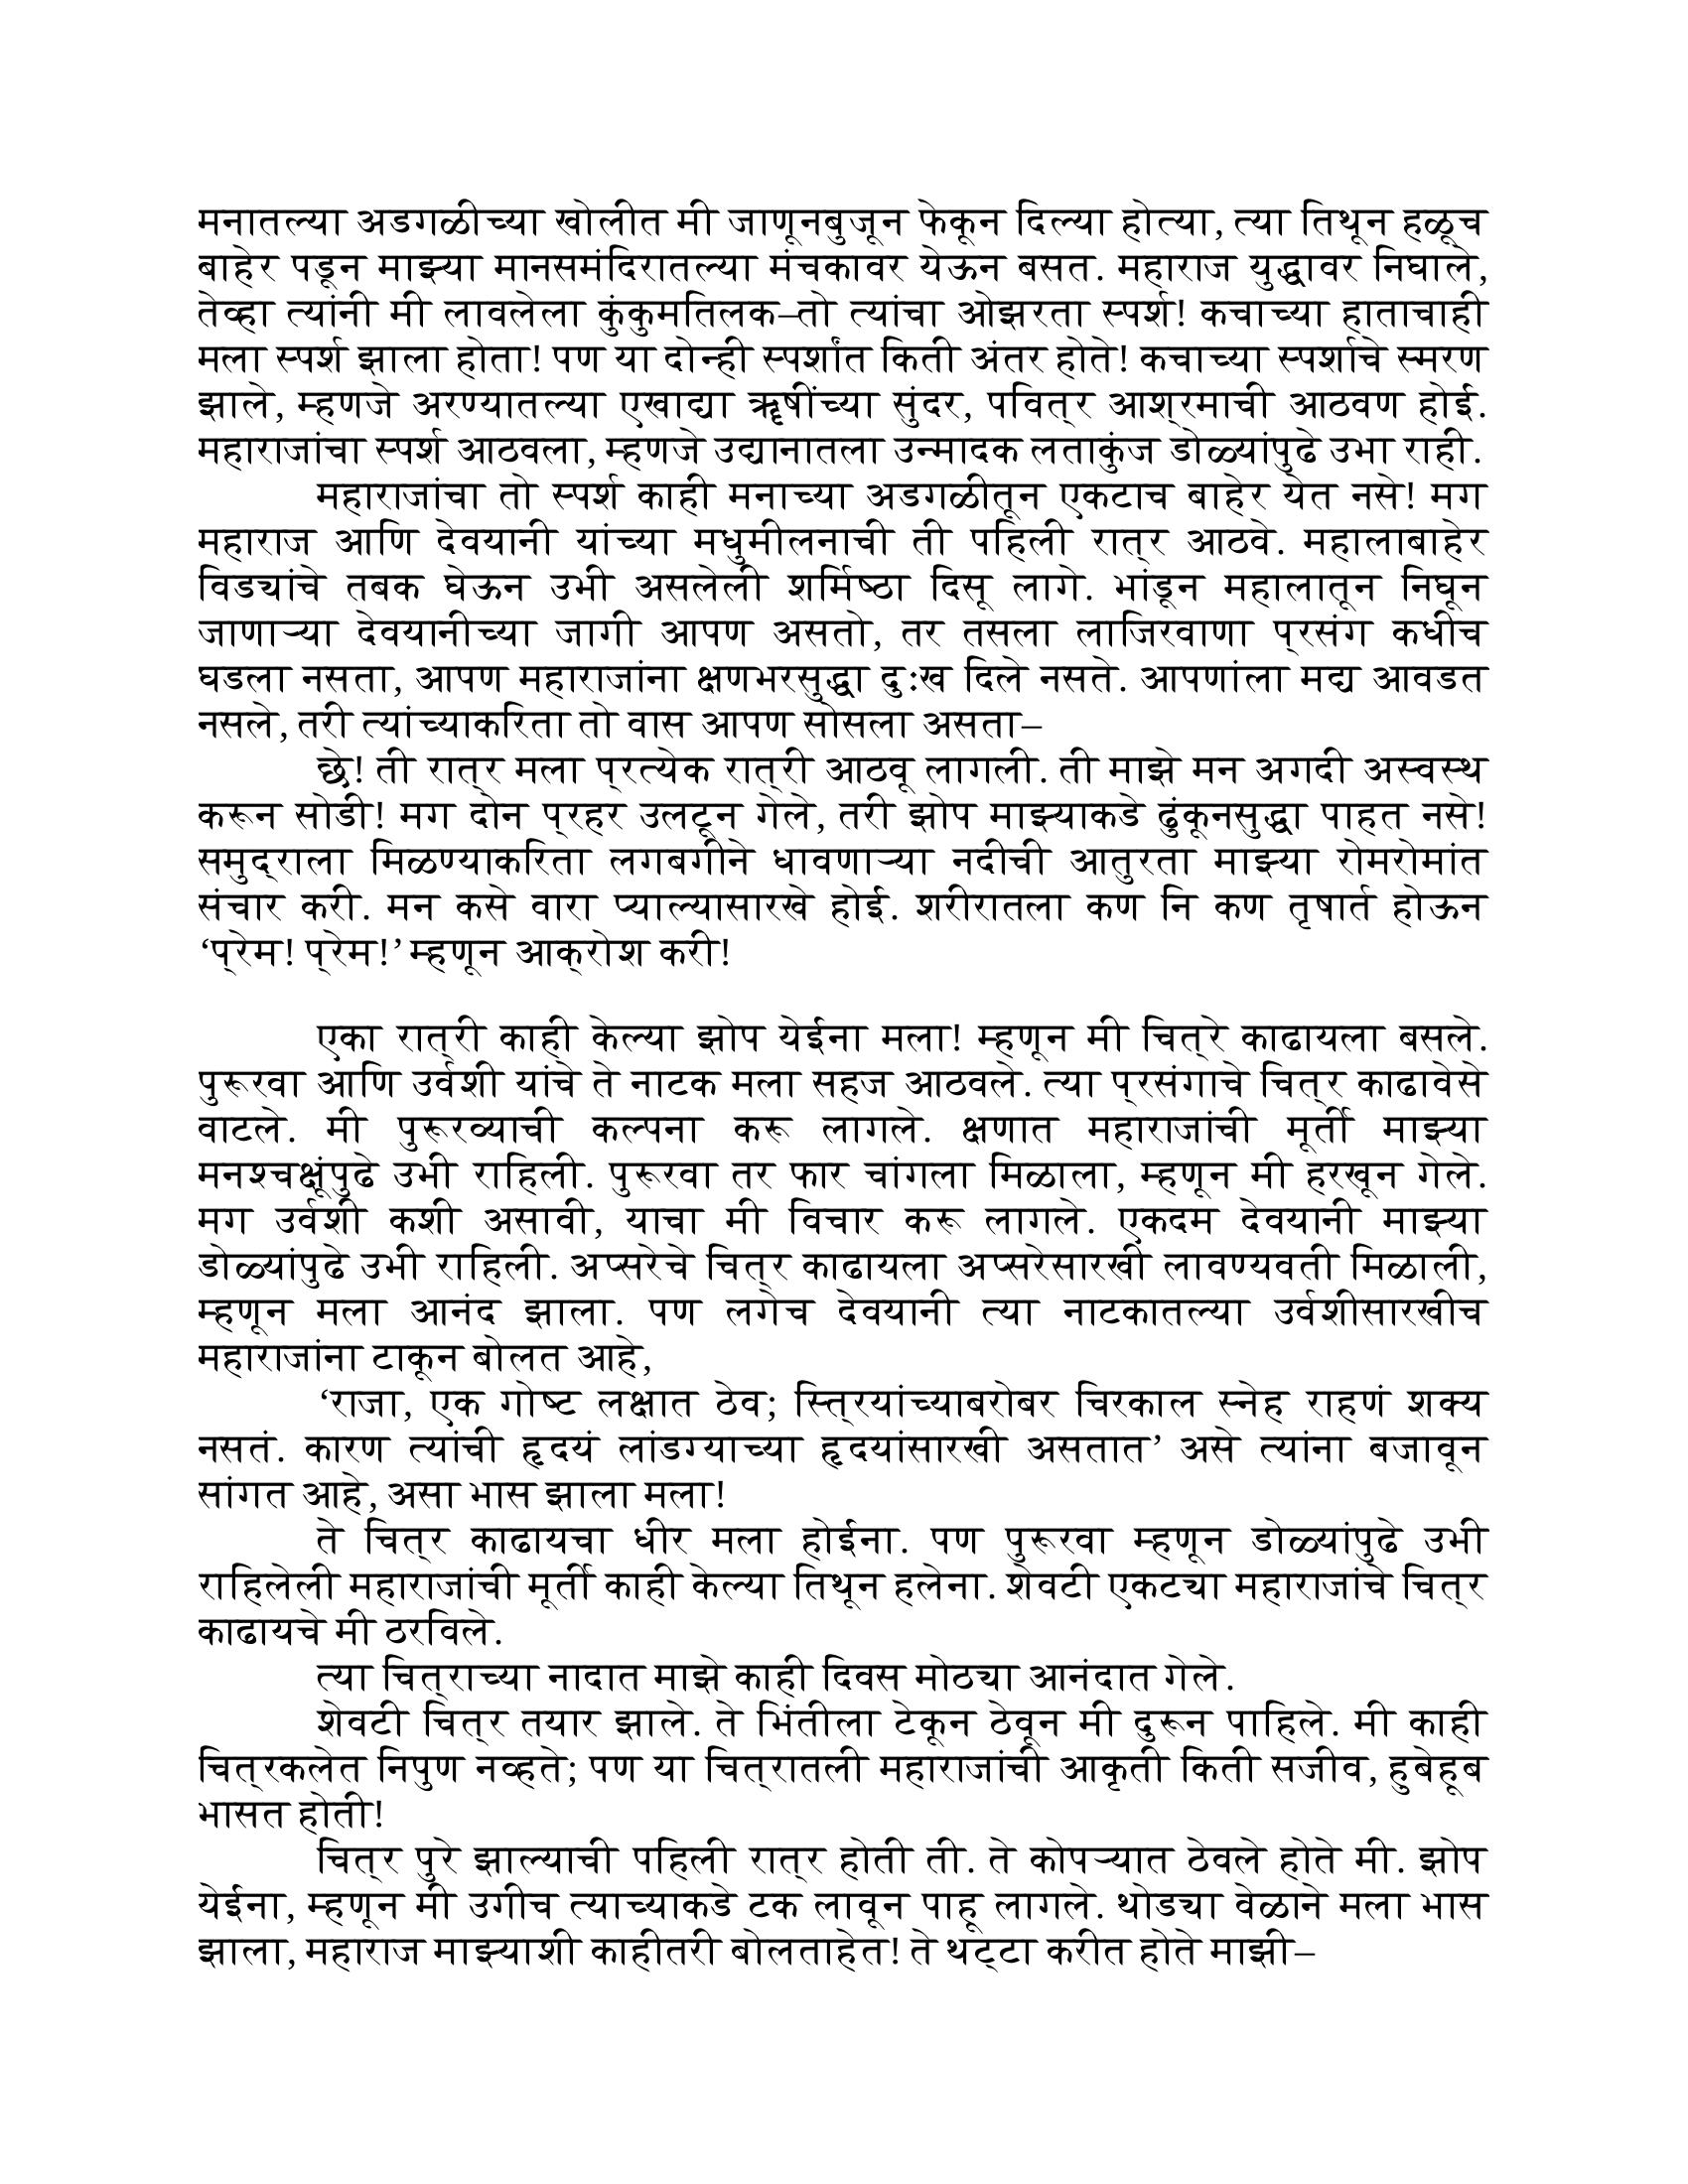 मनातल्या अडगळीच्या खोलीत मी जाणूनबुजून फेकून दिल्या होत्या, त्या तिथून हळूच
बाहेर पडून माझ्या मानसमंदिरातल्या मंचकावर येऊन बसत. महाराज युद्धावर निघाले,
तेव्हा त्यांनी मी लावलेला कुंकुमतिलक–तो त्यांचा ओझरता स्पर्श! कचाच्या हाताचाही
मला स्पर्श झाला होता! पण या दोन्ही स्पर्शांत किती अंतर होते! कचाच्या स्पर्शाचे स्मरण
झाले, म्हणजे अरण्यातल्या एखाद्या ॠषींच्या सुंदर, पवित्र आश्रमाची आठवण होई.
महाराजांचा स्पर्श आठवला, म्हणजे उद्यानातला उन्मादक लताकुंज डोळ्यांपुढे उभा राही.
महाराजांचा तो स्पर्श काही मनाच्या अडगळीतून एकटाच बाहेर येत नसे! मग
महाराज आणि देवयानी यांच्या मधुमीलनाची ती पहिली रात्र आठवे. महालाबाहेर
विड्यांचे तबक घेऊन उभी असलेली शर्मिष्ठा दिसू लागे. भांडून महालातून निघून
जाणाऱ्या देवयानीच्या जागी आपण असतो, तर तसला लाजिरवाणा प्रसंग कधीच
घडला नसता, आपण महाराजांना क्षणभरसुद्धा दुःख दिले नसते. आपणांला मद्य आवडत
नसले, तरी त्यांच्याकरिता तो वास आपण सोसला असता–
छे! ती रात्र मला प्रत्येक रात्री आठवू लागली. ती माझे मन अगदी अस्वस्थ
करून सोडी! मग दोन प्रहर उलटून गेले, तरी झोप माझ्याकडे ढुंकूनसुद्धा पाहत नसे!
समुद्राला मिळण्याकरिता लगबगीने धावणाऱ्या नदीची आतुरता माझ्या रोमरोमांत
संचार करी. मन कसे वारा प्याल्यासारखे होई. शरीरातला कण नि कण तृषार्त होऊन
‘प्रेम! प्रेम!’ म्हणून आक्रोश करी!
एका रात्री काही केल्या झोप येईना मला! म्हणून मी चित्रे काढायला बसले.
पुरूरवा आणि उर्वशी यांचे ते नाटक मला सहज आठवले. त्या प्रसंगाचे चित्र काढावेसे
वाटले. मी पुरूरव्याची कल्पना करू लागले. क्षणात महाराजांची मूर्ती माझ्या
मनश्चक्षूंपुढे उभी राहिली. पुरूरवा तर फार चांगला मिळाला, म्हणून मी हरखून गेले.
मग उर्वशी कशी असावी, याचा मी विचार करू लागले. एकदम देवयानी माझ्या
डोळ्यांपुढे उभी राहिली. अप्सरेचे चित्र काढायला अप्सरेसारखी लावण्यवती मिळाली,
म्हणून मला आनंद झाला. पण लगेच देवयानी त्या नाटकातल्या उर्वशीसारखीच
महाराजांना टाकून बोलत आहे,
‘राजा, एक गोष्ट लक्षात ठेव; स्त्रियांच्याबरोबर चिरकाल स्नेह राहणं शक्य
नसतं. कारण त्यांची हृदयं लांडग्याच्या हृदयांसारखी असतात’ असे त्यांना बजावून
सांगत आहे, असा भास झाला मला!
ते चित्र काढायचा धीर मला होईना. पण पुरूरवा म्हणून डोळ्यांपुढे उभी
राहिलेली महाराजांची मूर्ती काही केल्या तिथून हलेना. शेवटी एकट्या महाराजांचे चित्र
काढायचे मी ठरविले.
त्या चित्राच्या नादात माझे काही दिवस मोठ्या आनंदात गेले.
शेवटी चित्र तयार झाले. ते भिंतीला टेकून ठेवून मी दुरून पाहिले. मी काही
चित्रकलेत निपुण नव्हते; पण या चित्रातली महाराजांची आकृती किती सजीव, हुबेहूब
भासत होती!
चित्र पुरे झाल्याची पहिली रात्र होती ती. ते कोपऱ्यात ठेवले होते मी. झोप
येईना, म्हणून मी उगीच त्याच्याकडे टक लावून पाहू लागले. थोड्या वेळाने मला भास
झाला, महाराज माझ्याशी काहीतरी बोलताहेत! ते थट्टा करीत होते माझी–